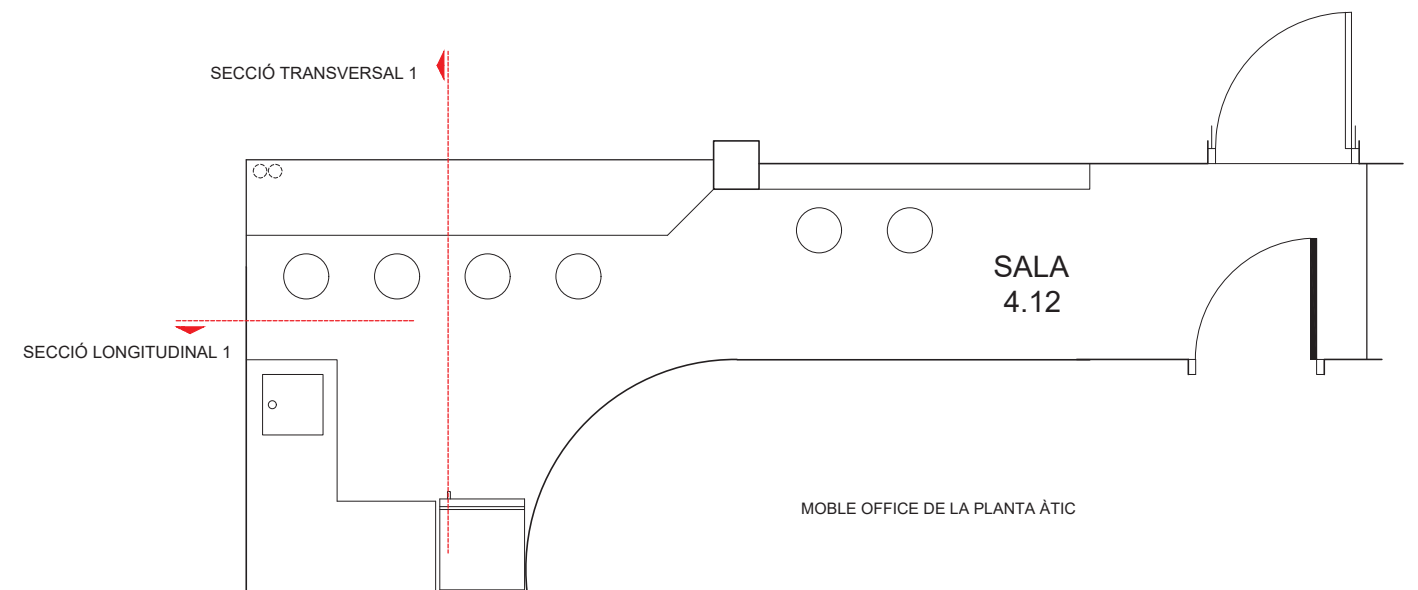 SECCIÓ TRANSVERSAL 1
SALA
4.12
SECCIÓ LONGITUDINAL 1
MOBLE OFFICE DE LA PLANTA ÀTIC